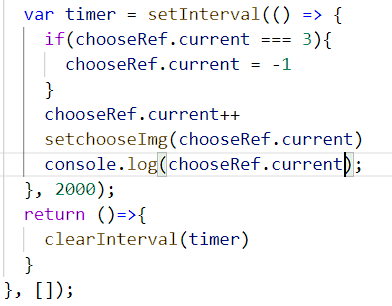 var timer = setInterval(() => {
if(chooseRef.current === 3){
chooseRef.current = -1
}
chooseRef.current++
setchooseImg(chooseRef.current)
console.log(chooseRef.current);
}, 2000);
return ()=>{
clearInterval(timer)
}
}, []);